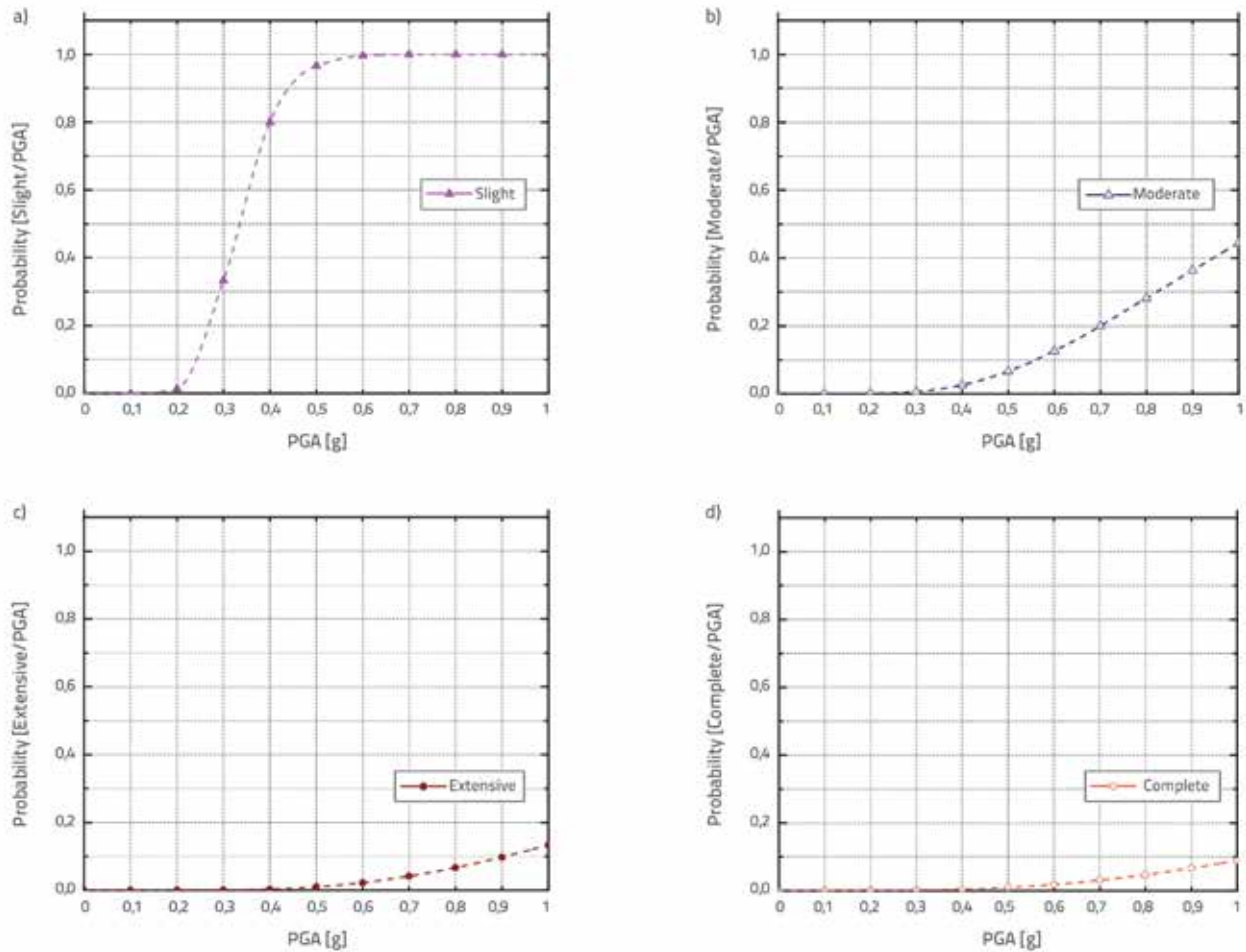 a)
Probability [Slight/PGA]
1,0
0,8
0,6
0,4
0,2
0,0
Slight
0 0,1 0,2 0,3 0,4 0,5 0,6 0,7 0,8 0,9 1
PGA [g]
b)
Probability [Moderate/PGA]
1,0
0,8
0,6
0,4
0,2
0,0
Moderate
0 0,1 0,2 0,3 0,4 0,5 0,6 0,7 0,8 0,9 1
PGA [g]
c)
Probability [Extensive/PGA]
1,0
0,8
0,6
0,4
0,2
0,0
Extensive
0 0,1 0,2 0,3 0,4 0,5 0,6 0,7 0,8 0,9 1
PGA [g]
d)
Probability [Complete/PGA]
1,0
0,8
0,6
0,4
0,2
0,0
Complete
0 0,1 0,2 0,3 0,4 0,5 0,6 0,7 0,8 0,9 1
PGA [g]